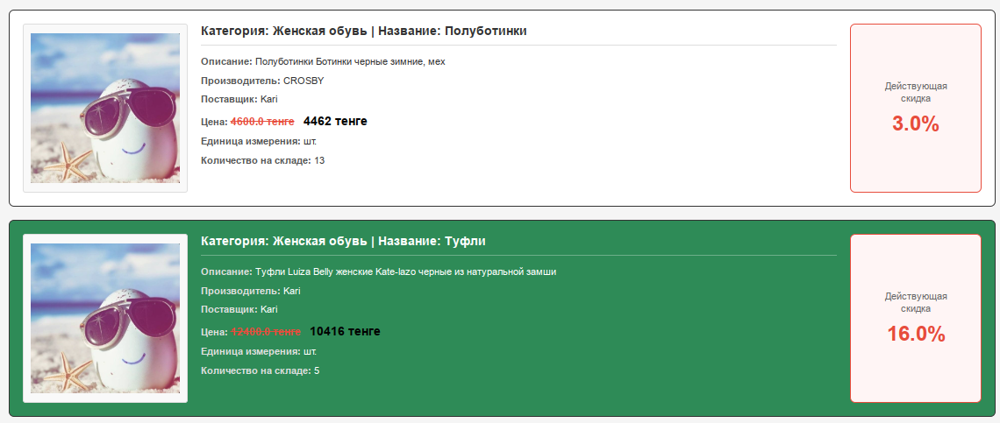 Категория: Женская обувь | Название: Полуботинки
Описание: Полуботинки Ботинки черные зимние, мех
Производитель: CROSBY
Поставщик: Kari
Цена: 4600.0 тенге 4462 тенге
Единица измерения: шт.
Количество на складе: 13
Действующая
скидка
3.0%
Категория: Женская обувь | Название: Туфли
Описание: Туфли Luiza Belly женские Kate-lazo черные из натуральной замши
Производитель: Kari
Поставщик: Kari
Цена: 12400.0 тенге 10416 тенге
Единица измерения: шт.
Количество на складе: 5
Действующая
скидка
16.0%